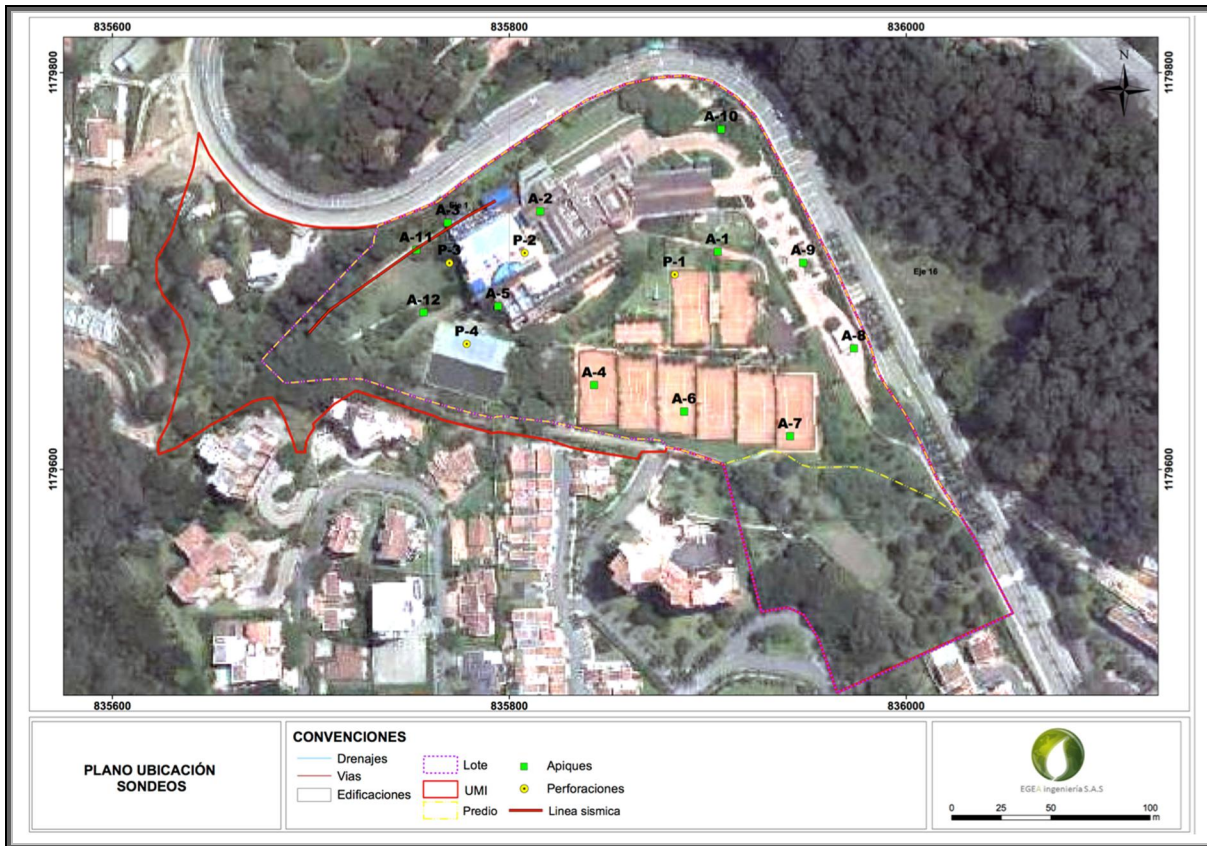 835600 835800 836000
1179800 1179800
N
A-10
A-2
A-3
Eje 1
A-11
P-3
P-2
A-1
P-1
A-9
Eje 16
A-12
A-5
P-4
A-8
A-4
A-6
A-7
1179600 1179600
835600 835800 836000
PLANO UBICACIÓN
SONDEOS
CONVENCIONES
Drenajes
Vias
Edificaciones
Lote
UMI
Predio
Apiques
Perforaciones
Linea sismica
EGEA ingeniería S.A.S
0 25 50 100
m